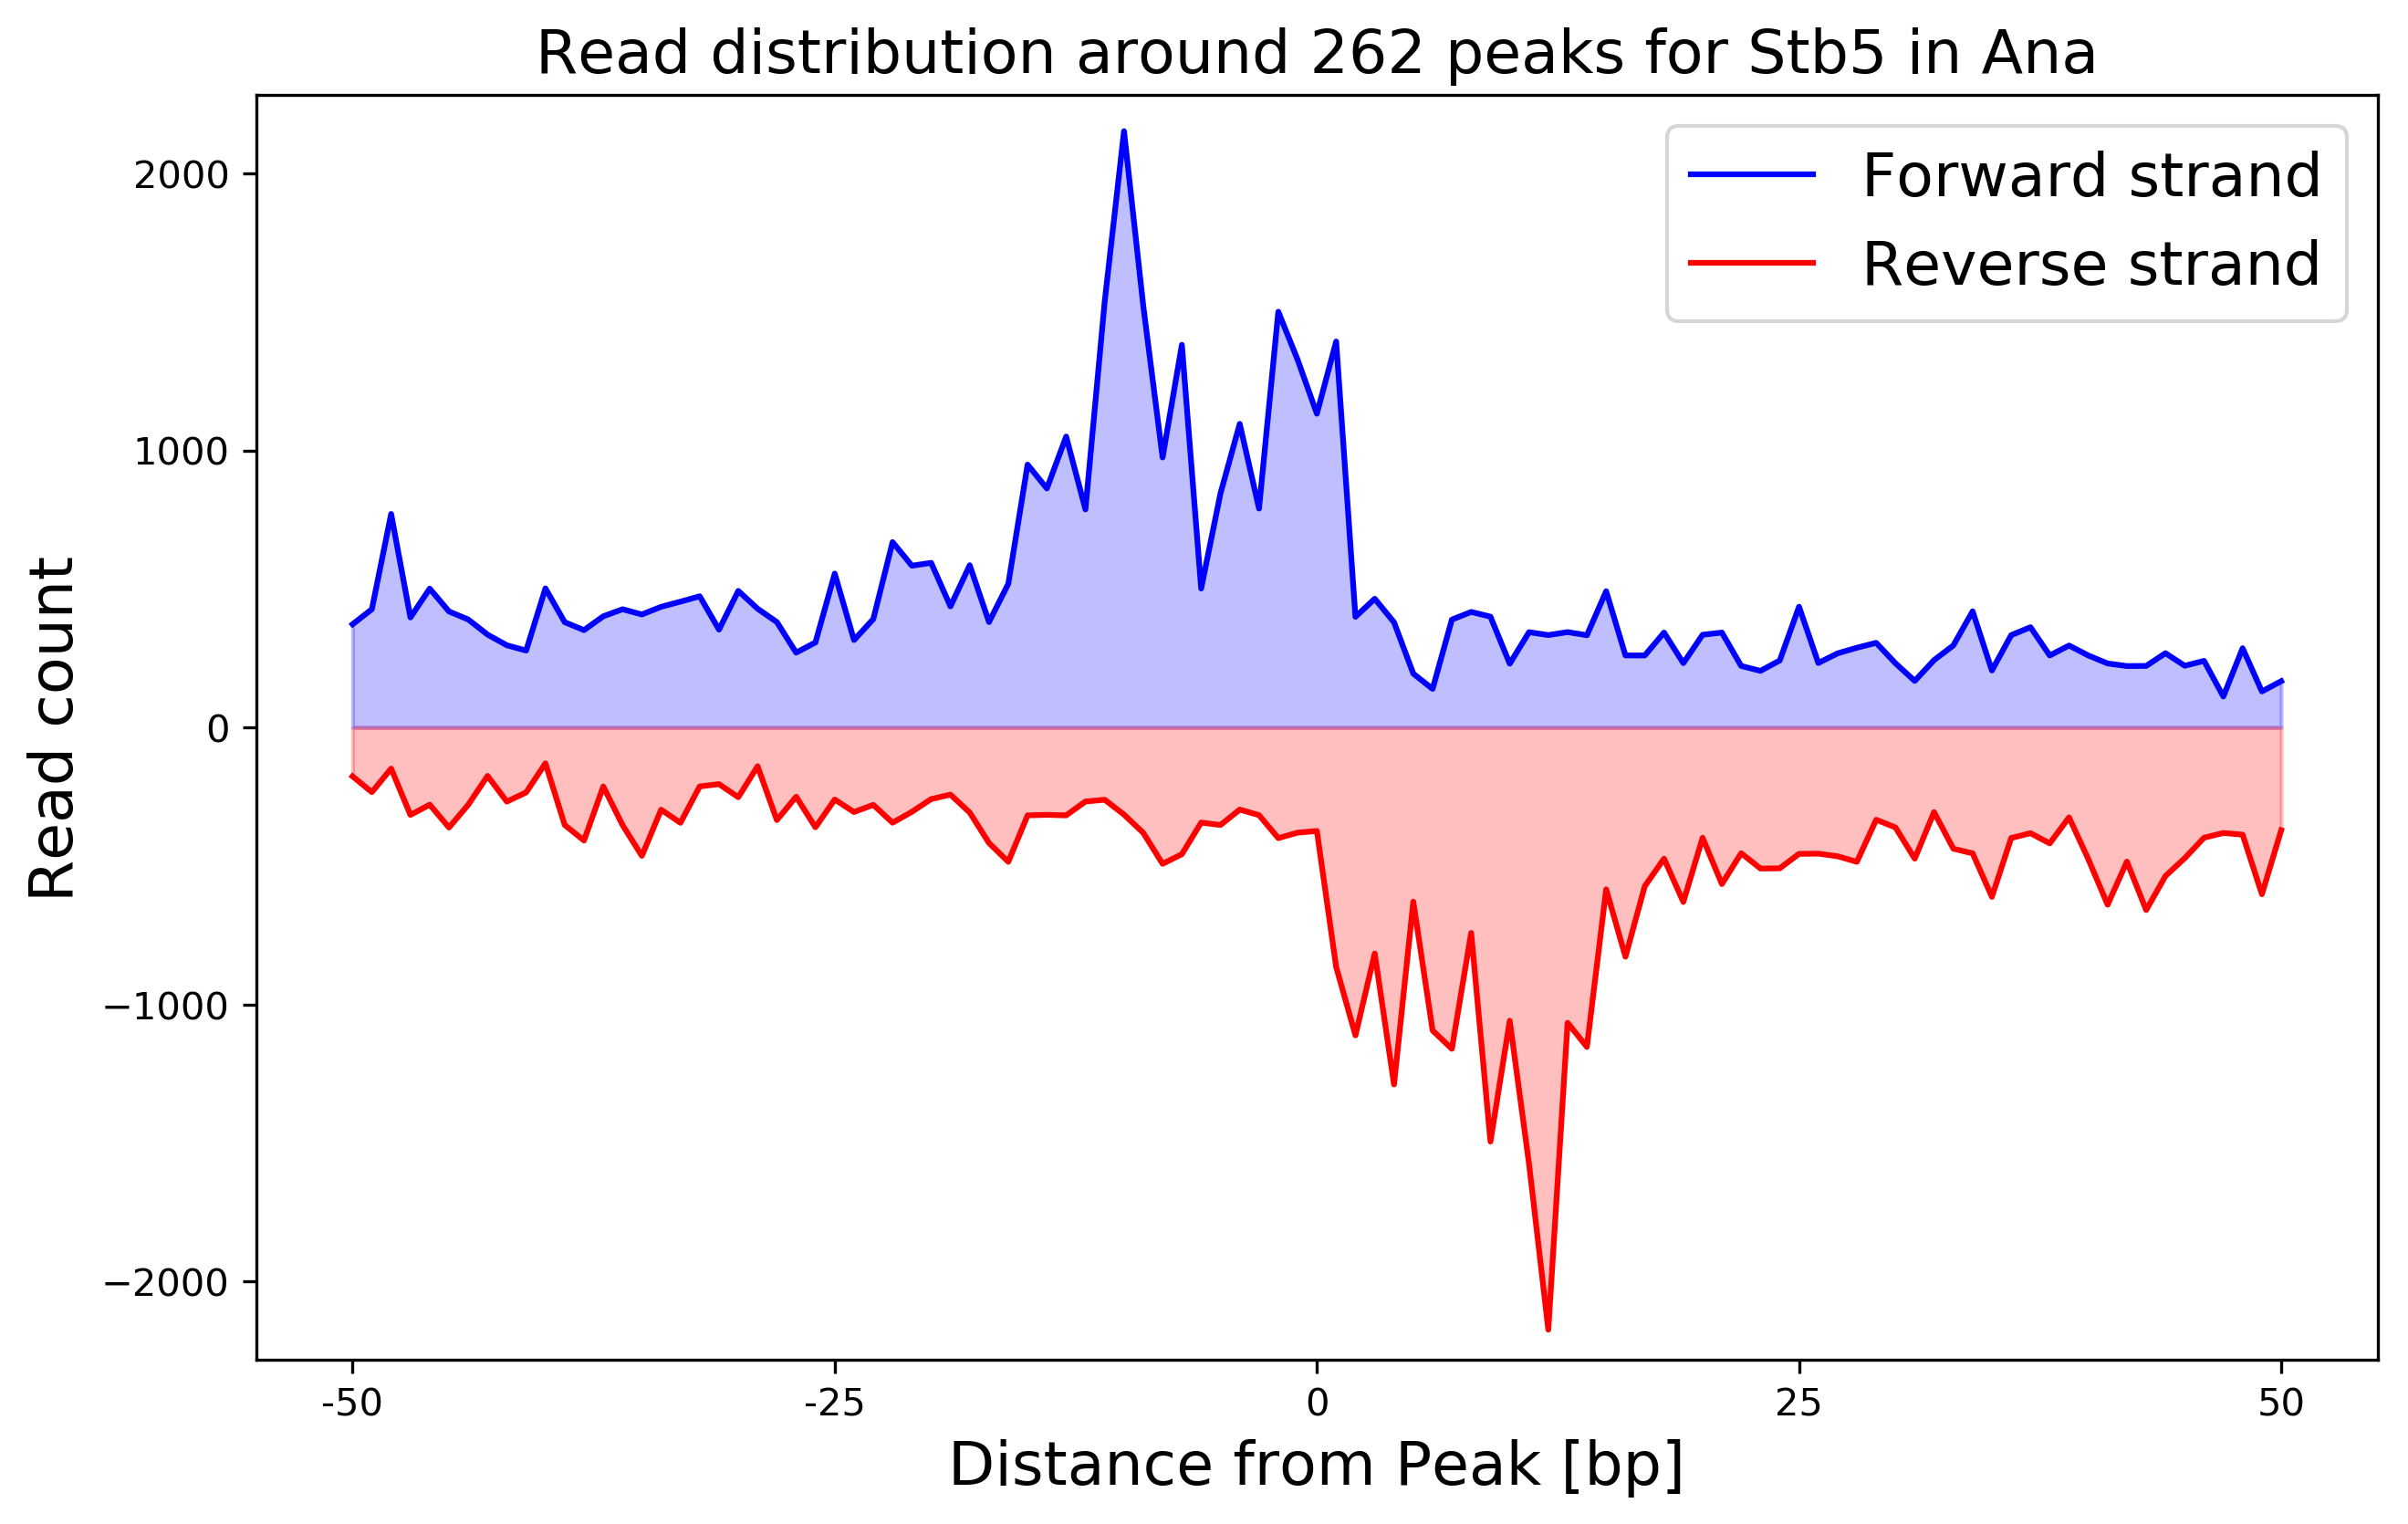 Read distribution around 262 peaks for Stb5 in Ana
Forward strand
Reverse strand
Read count
2000
1000
0
−1000
−2000
-50
-25
0
25
50
Distance from Peak [bp]